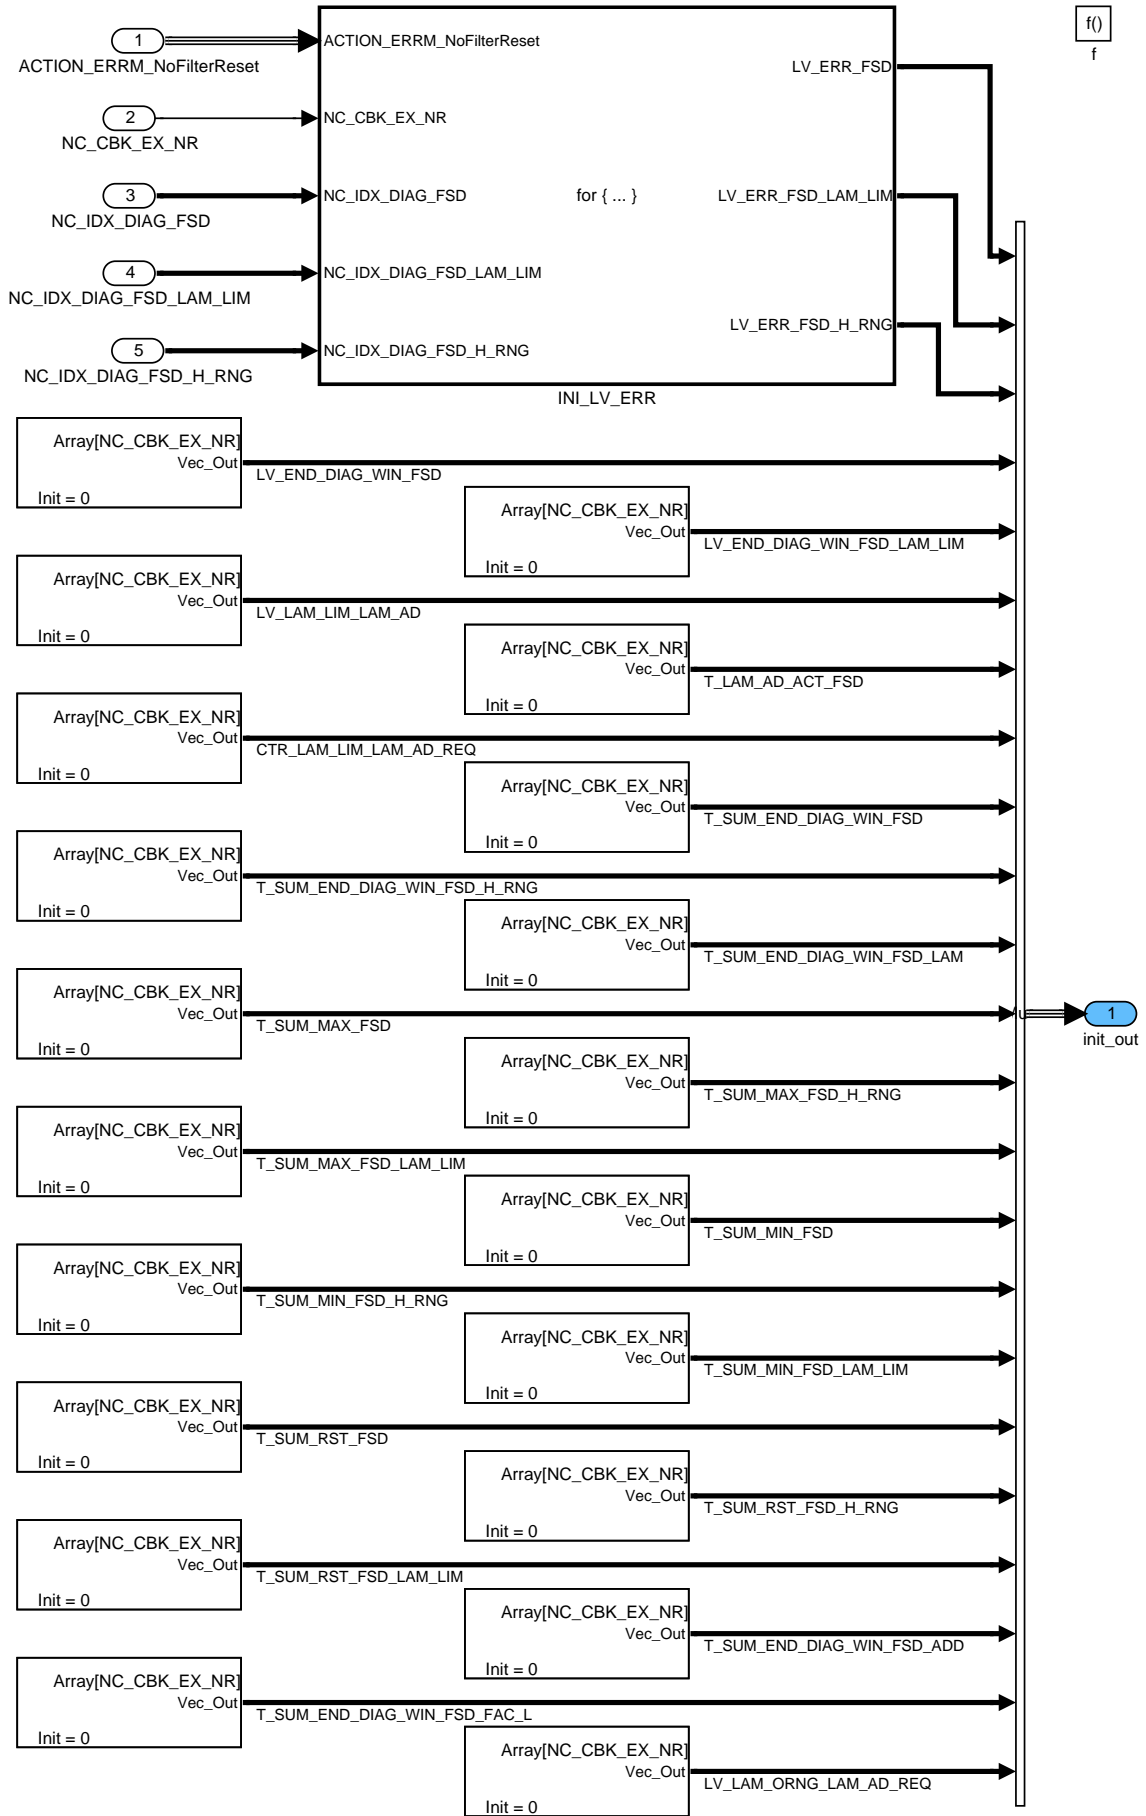 1
ACTION_ERRM_NoFilterReset
2
NC_CBK_EX_NR
3
NC_IDX_DIAG_FSD
4
NC_IDX_DIAG_FSD_LAM_LIM
5
NC_IDX_DIAG_FSD_H_RNG
ACTION_ERRM_NoFilterReset
LV_ERR_FSD
NC_CBK_EX_NR
NC_IDX_DIAG_FSD
for { ... }
LV_ERR_FSD_LAM_LIM
NC_IDX_DIAG_FSD_LAM_LIM
LV_ERR_FSD_H_RNG
NC_IDX_DIAG_FSD_H_RNG
INI_LV_ERR
f()
f
Array[NC_CBK_EX_NR]
Vec_Out
Init = 0
LV_END_DIAG_WIN_FSD
Array[NC_CBK_EX_NR]
Vec_Out
Init = 0
LV_END_DIAG_WIN_FSD_LAM_LIM
Array[NC_CBK_EX_NR]
Vec_Out
Init = 0
LV_LAM_LIM_LAM_AD
Array[NC_CBK_EX_NR]
Vec_Out
Init = 0
T_LAM_AD_ACT_FSD
Array[NC_CBK_EX_NR]
Vec_Out
Init = 0
CTR_LAM_LIM_LAM_AD_REQ
Array[NC_CBK_EX_NR]
Vec_Out
Init = 0
T_SUM_END_DIAG_WIN_FSD
Array[NC_CBK_EX_NR]
Vec_Out
Init = 0
T_SUM_END_DIAG_WIN_FSD_H_RNG
Array[NC_CBK_EX_NR]
Vec_Out
Init = 0
T_SUM_END_DIAG_WIN_FSD_LAM
Array[NC_CBK_EX_NR]
Vec_Out
Init = 0
T_SUM_MAX_FSD
1
init_out
Array[NC_CBK_EX_NR]
Vec_Out
Init = 0
T_SUM_MAX_FSD_H_RNG
Array[NC_CBK_EX_NR]
Vec_Out
Init = 0
T_SUM_MAX_FSD_LAM_LIM
Array[NC_CBK_EX_NR]
Vec_Out
Init = 0
T_SUM_MIN_FSD
Array[NC_CBK_EX_NR]
Vec_Out
Init = 0
T_SUM_MIN_FSD_H_RNG
Array[NC_CBK_EX_NR]
Vec_Out
Init = 0
T_SUM_MIN_FSD_LAM_LIM
Array[NC_CBK_EX_NR]
Vec_Out
Init = 0
T_SUM_RST_FSD
Array[NC_CBK_EX_NR]
Vec_Out
Init = 0
T_SUM_RST_FSD_H_RNG
Array[NC_CBK_EX_NR]
Vec_Out
Init = 0
T_SUM_RST_FSD_LAM_LIM
Array[NC_CBK_EX_NR]
Vec_Out
Init = 0
T_SUM_END_DIAG_WIN_FSD_ADD
Array[NC_CBK_EX_NR]
Vec_Out
Init = 0
T_SUM_END_DIAG_WIN_FSD_FAC_L
Array[NC_CBK_EX_NR]
Vec_Out
Init = 0
LV_LAM_ORNG_LAM_AD_REQ